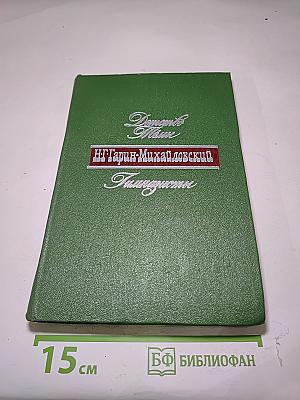 Детство
Тёмы
Н·Г·Гарин-Михайловский
Гимназисты
15 см
БФ БИБЛИОФАН